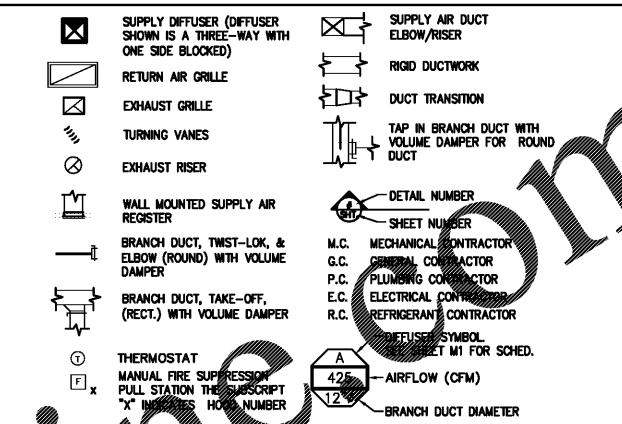 SUPPLY DIFFUSER (DIFFUSER
SHOWN IS A THREE-WAY WITH
ONE SIDE BLOCKED)
RETURN AIR GRILLE
EXHAUST GRILLE
TURNING VANES
EXHAUST RISER
WALL MOUNTED SUPPLY AIR
REGISTER
BRANCH DUCT, TWIST-LOK, &
ELBOW (ROUND) WITH VOLUME
DAMPER
BRANCH DUCT, TAKE-OFF,
(RECT.) WITH VOLUME DAMPER
T THERMOSTAT
F X MANUAL FIRE SUPPRESSION
PULL STATION THE SUBSCRIPT
"X" INDICATES HOOD NUMBER
SUPPLY AIR DUCT
ELBOW/RISER
RIGID DUCTWORK
DUCT TRANSITION
TAP IN BRANCH DUCT WITH
VOLUME DAMPER FOR ROUND
DUCT
#
SHT.
DETAIL NUMBER
SHEET NUMBER
M.C. MECHANICAL CONTRACTOR
G.C. GENERAL CONTRACTOR
P.C. PLUMBING CONTRACTOR
E.C. ELECTRICAL CONTRACTOR
R.C. REFRIGERANT CONTRACTOR
DIFFUSER SYMBOL.
SEE SHEET M1 FOR SCHED.
A
425
12"
AIRFLOW (CFM)
BRANCH DUCT DIAMETER